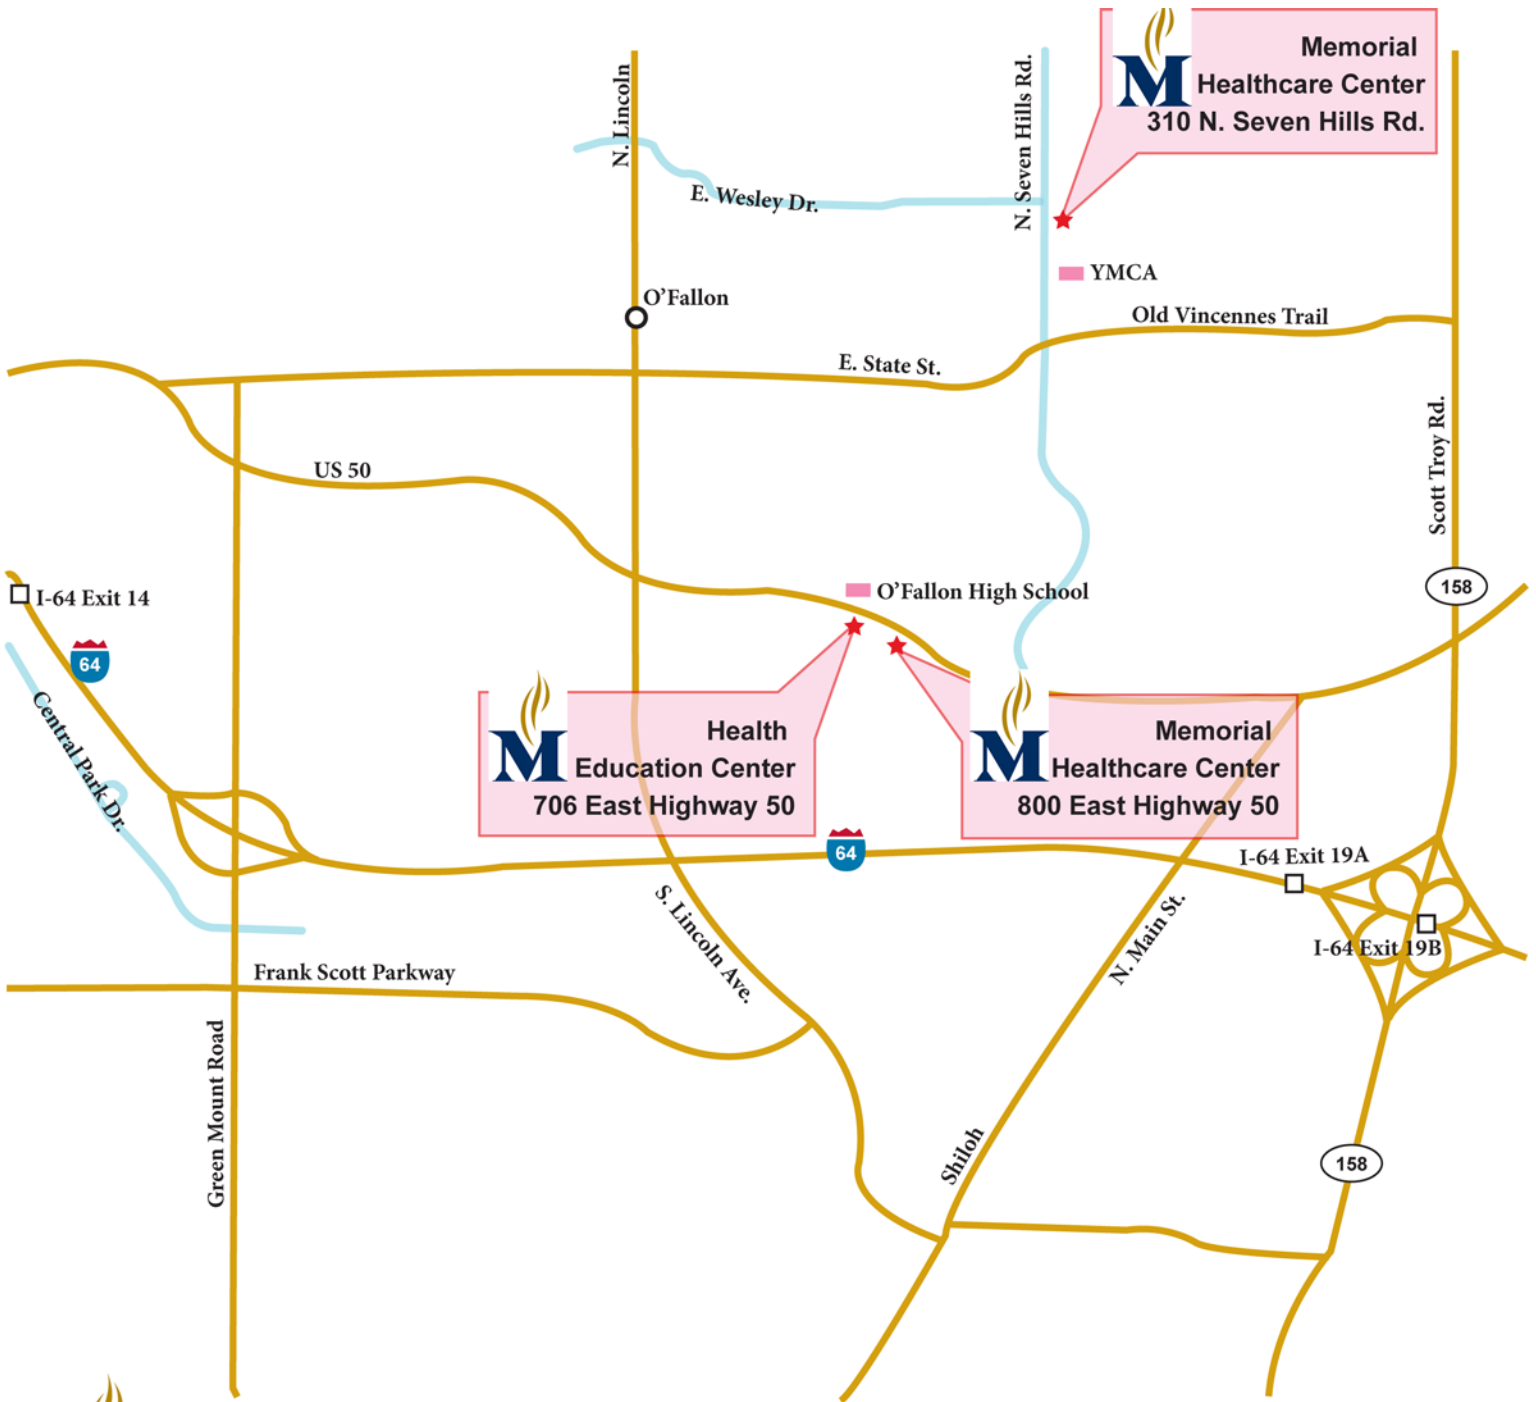 Memorial
Healthcare Center
310 N. Seven Hills Rd.
M
N. Lincoln
N. Seven Hills Rd.
E. Wesley Dr.
YMCA
O’Fallon
Old Vincennes Trail
E. State St.
Scott Troy Rd.
US 50
158
O’Fallon High School
I-64 Exit 14
64
Central Park Dr.
M
Health
Education Center
706 East Highway 50
M
Memorial
Healthcare Center
800 East Highway 50
64
I-64 Exit 19A
I-64 Exit 19B
S. Lincoln Ave.
N. Main St.
Frank Scott Parkway
Green Mount Road
Shiloh
158